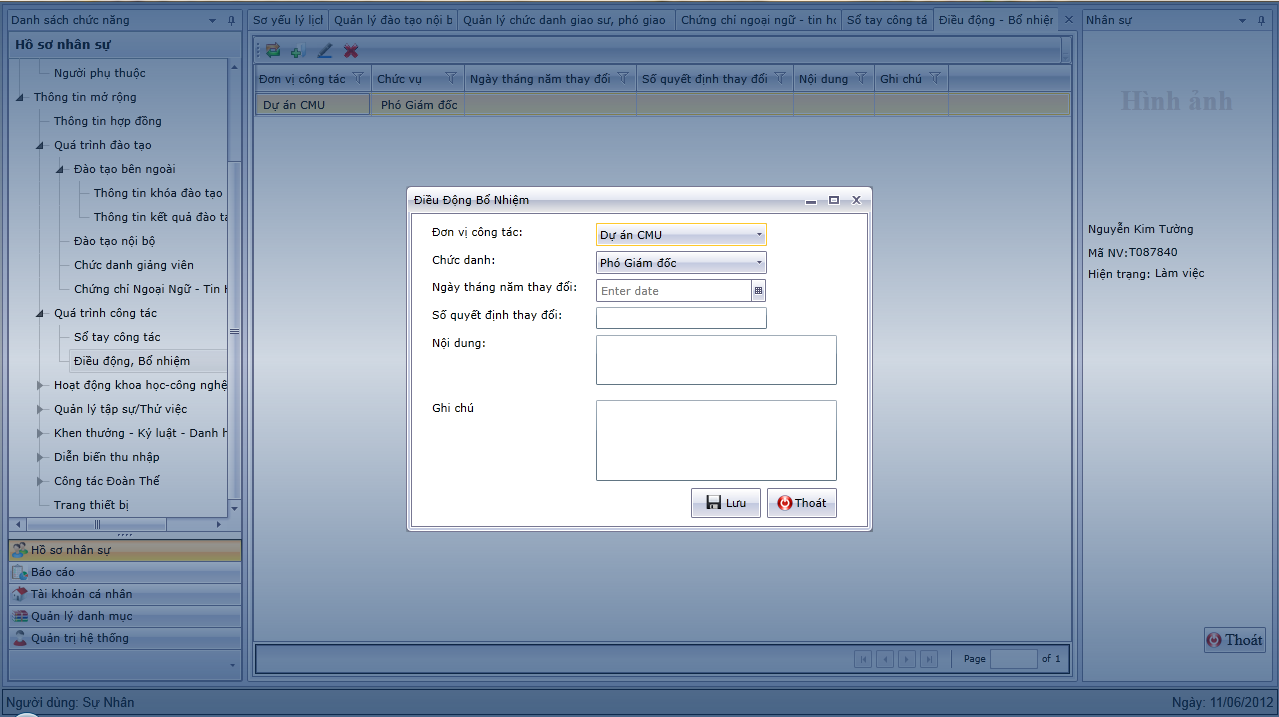 Danh sách chức năng
Hồ sơ nhân sự
Người phụ thuộc
Thông tin mở rộng
Thông tin hợp đồng
Quá trình đào tạo
Đào tạo bên ngoài
Thông tin khóa đào tạo
Thông tin kết quả đào tạ
Đào tạo nội bộ
Chức danh giảng viên
Chứng chỉ Ngoại Ngữ - Tin H
Quá trình công tác
Sổ tay công tác
Điều động, Bổ Nhiệm
Hoạt động khoa học-công nghệ
Quản lý tập sự/Thử việc
Khen thưởng - Kỷ luật - Danh h
Diễn biến thu nhập
Công tác Đoàn Thể
Trang thiết bị
Hồ sơ nhân sự
Báo cáo
Tài khoản cá nhân
Quản lý danh mục
Quản trị hệ thống
Sơ yếu lý lịch Quản lý đào tạo nội b Quản lý chức danh giao sư, phó giao Chứng chỉ ngoại ngữ - tin họ Sổ tay công tá Điều động - Bổ nhiệm
Đơn vị công tác Chức vụ Ngày tháng năm thay đổi Số quyết định thay đổi Nội dung Ghi chú
Dự án CMU Phó Giám đốc
Điều Động Bổ Nhiệm
Đơn vị công tác: Dự án CMU
Chức danh: Phó Giám đốc
Ngày tháng năm thay đổi: Enter date
Số quyết định thay đổi:
Nội dung:
Ghi chú
Lưu Thoát
Page of 1
Nhân sự
Hình ảnh
Nguyễn Kim Tường
Mã NV:T087840
Hiện trạng: Làm việc
Thoát
Người dùng: Sự Nhân Ngày: 11/06/2012